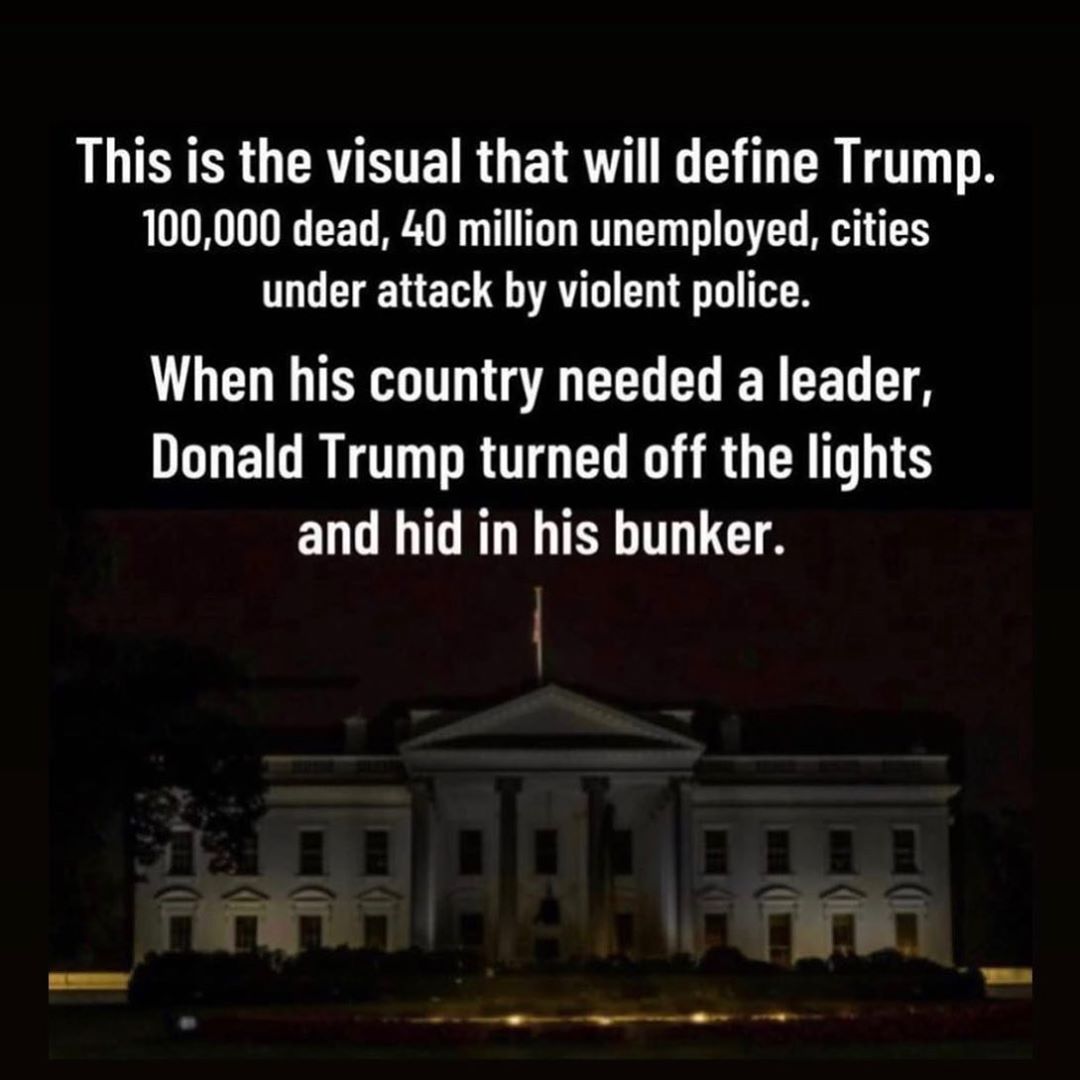 This is the visual that will define Trump.
100,000 dead, 40 million unemployed, cities
under attack by violent police.
When his country needed a leader,
Donald Trump turned off the lights
and hid in his bunker.